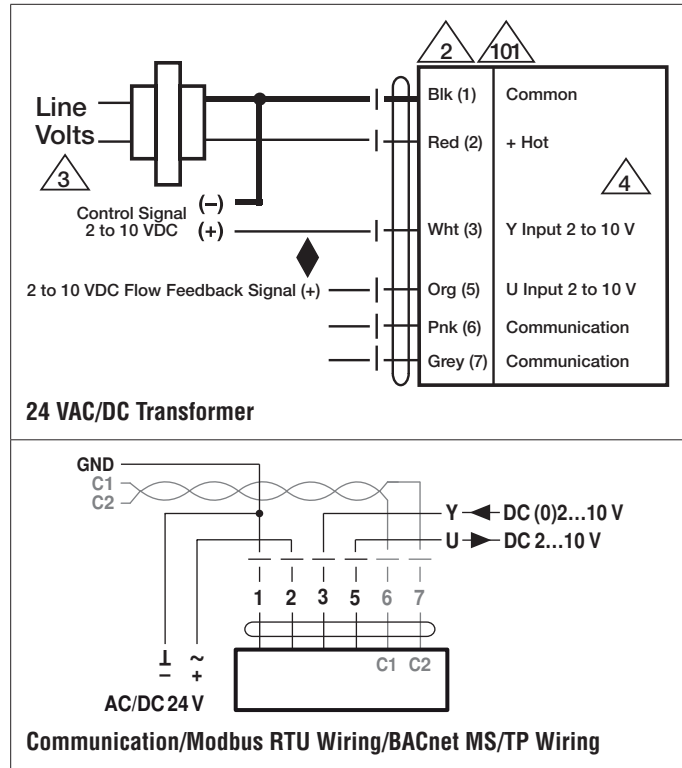 2
101
Line
Volts
3
Control Signal (–)
2 to 10 VDC (+)
2 to 10 VDC Flow Feedback Signal (+)
Blk (1) Common
Red (2) + Hot
4
Wht (3) Y Input 2 to 10 V
Org (5) U Input 2 to 10 V
Pnk (6) Communication
Grey (7) Communication
24 VAC/DC Transformer
GND
C1
C2
Y DC (0)2...10 V
U DC 2...10 V
1 2 3 5 6 7
C1 C2
⊥ ~
– +
AC/DC 24 V
Communication/Modbus RTU Wiring/BACnet MS/TP Wiring